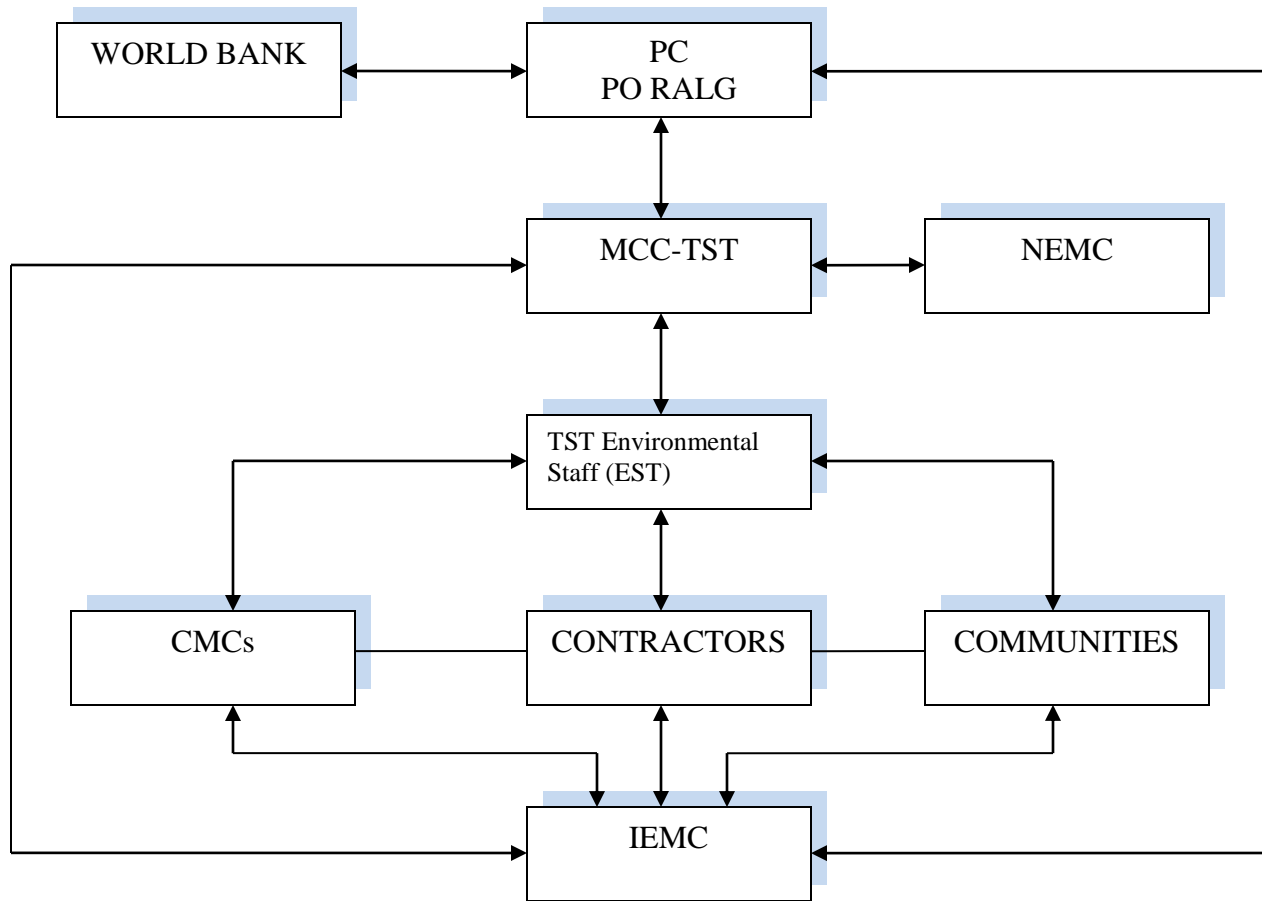 WORLD BANK
PC
PO RALG
MCC-TST
NEMC
TST Environmental
Staff (EST)
CMCs
CONTRACTORS
COMMUNITIES
IEMC